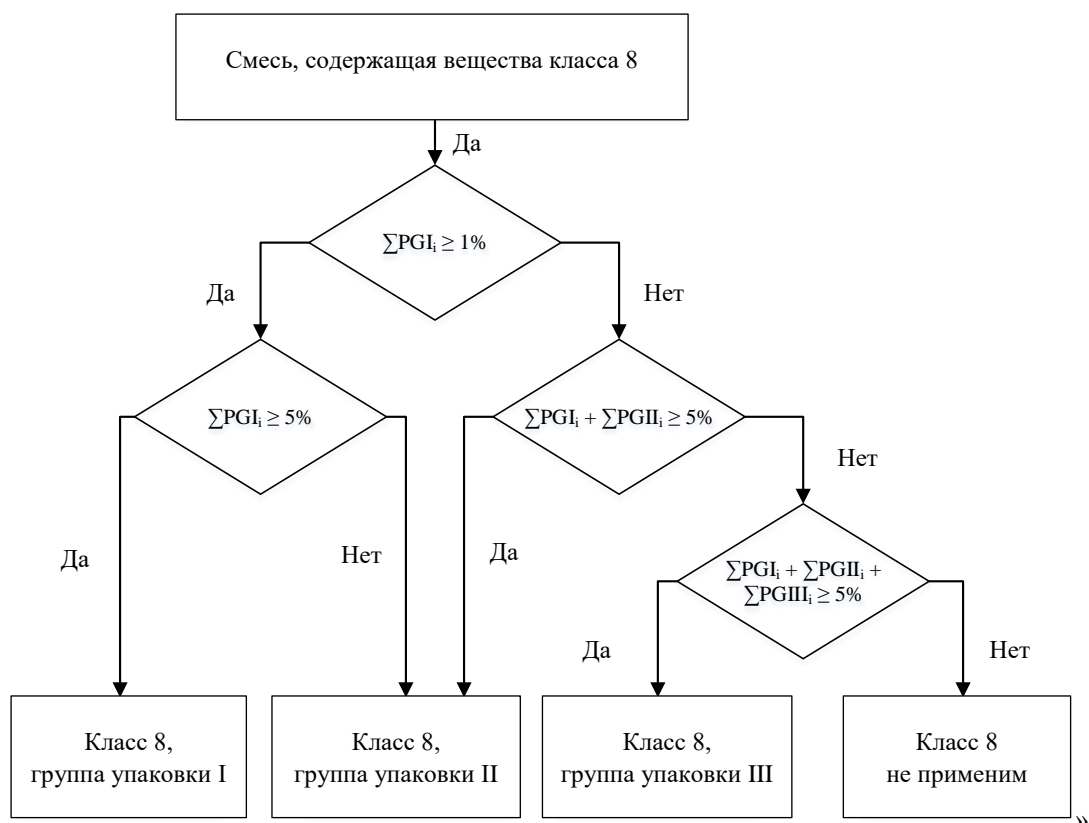 Смесь, содержащая вещества класса 8
Да
∑PGIᵢ ≥ 1%
Да
Нет
∑PGIᵢ ≥ 5%
∑PGIᵢ + ∑PGIIᵢ ≥ 5%
Нет
Да
Нет
Да
∑PGIᵢ + ∑PGIIᵢ +
∑PGIIIᵢ ≥ 5%
Да
Нет
Класс 8,
группа упаковки I
Класс 8,
группа упаковки II
Класс 8,
группа упаковки III
Класс 8
не применим
»